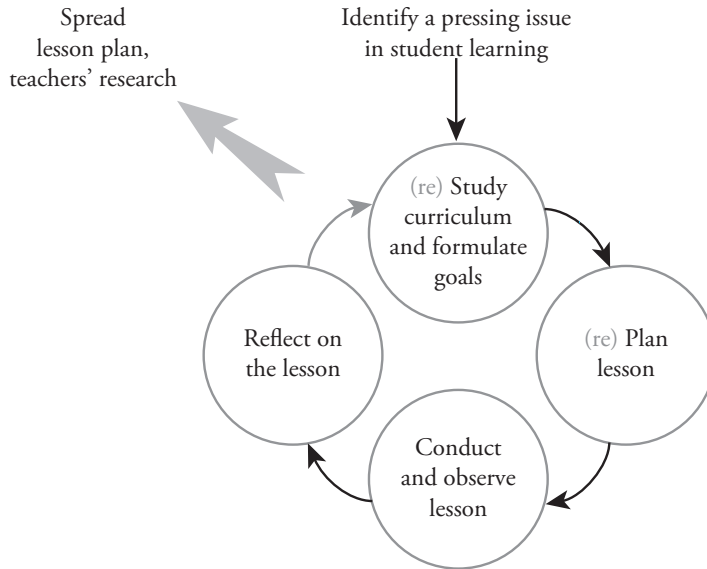 Spread
lesson plan,
teachers’ research
Identify a pressing issue
in student learning
(re) Study
curriculum
and formulate
goals
(re) Plan
lesson
Conduct
and observe
lesson
Reflect on
the lesson